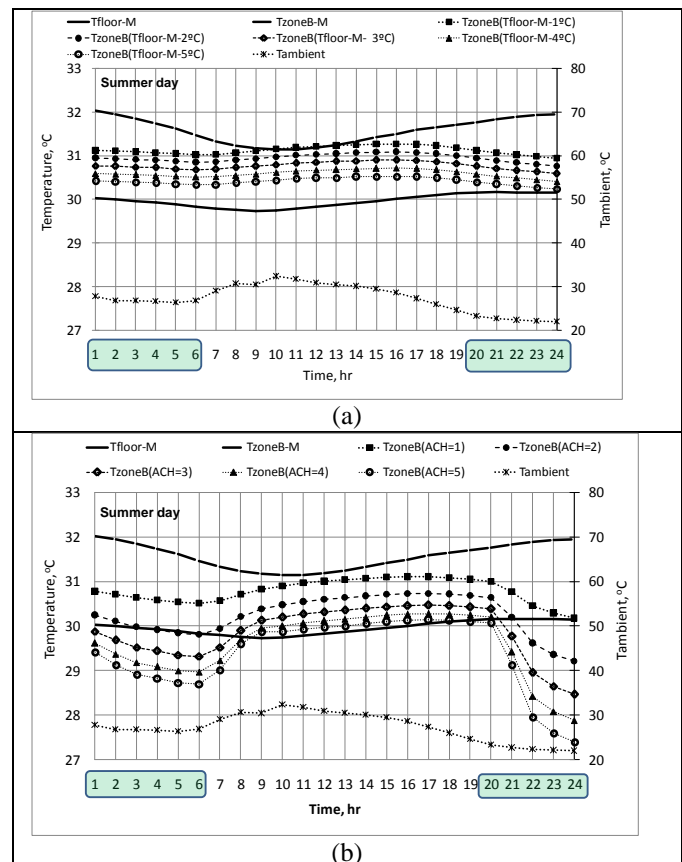 Tfloor-M TzoneB-M TzoneB(Tfloor-M-1ºC)
TzoneB(Tfloor-M-2ºC) TzoneB(Tfloor-M- 3ºC) TzoneB(Tfloor-M-4ºC)
TzoneB(Tfloor-M-5ºC) Tambient
Summer day
33
32
31
30
29
28
27
Temperature, ºC
80
70
60
50
40
30
20
Tambient, ºC
1 2 3 4 5 6 7 8 9 10 11 12 13 14 15 16 17 18 19 20 21 22 23 24
Time, hr
(a)
Tfloor-M TzoneB-M TzoneB(ACH=1) TzoneB(ACH=2)
TzoneB(ACH=3) TzoneB(ACH=4) TzoneB(ACH=5) Tambient
Summer day
33
32
31
30
29
28
27
Temperature, ºC
80
70
60
50
40
30
20
Tambient, ºC
1 2 3 4 5 6 7 8 9 10 11 12 13 14 15 16 17 18 19 20 21 22 23 24
Time, hr
(b)